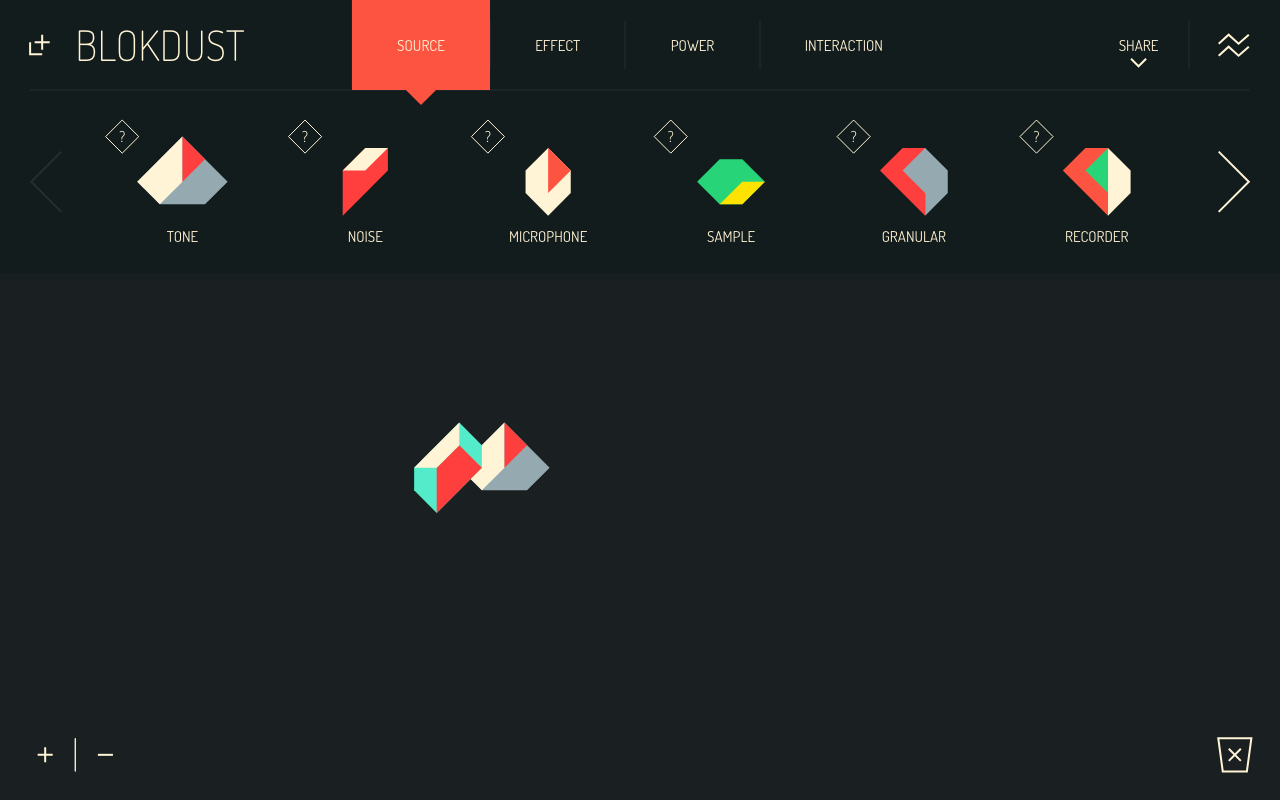 BLOKDUST
SOURCE
EFFECT
POWER
INTERACTION
SHARE
?
?
?
?
?
?
TONE
NOISE
MICROPHONE
SAMPLE
GRANULAR
RECORDER